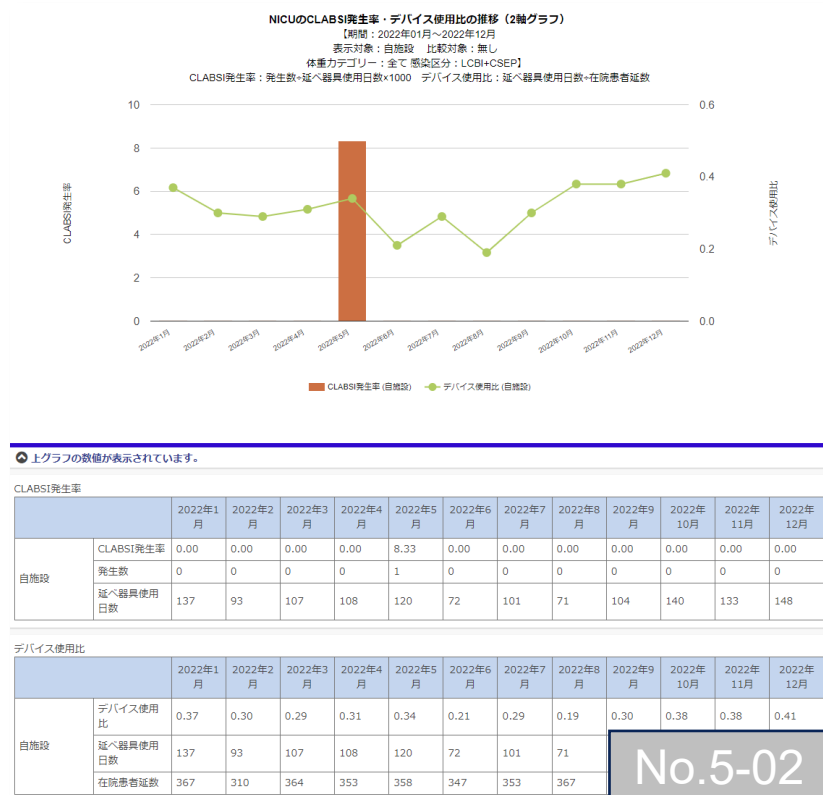 NICUのCLABSI発生率・デバイス使用比の推移（2軸グラフ）
【期間：2022年01月～2022年12月
表示対象：自施設　比較対象：無し
体重カテゴリー：全て 感染区分：LCBI+CSEP】
CLABSI発生率：発生数÷延べ器具使用日数×1000　デバイス使用比：延べ器具使用日数÷在院患者延数
10 0.6
8
6 0.4
4 0.2
2
0 0.0
CLABSI発生率
デバイス使用比
2022年1月 2022年2月 2022年3月 2022年4月 2022年5月 2022年6月 2022年7月 2022年8月 2022年9月 2022年10月 2022年11月 2022年12月
CLABSI発生率 (自施設) デバイス使用比 (自施設)
上グラフの数値が表示されています。
CLABSI発生率
2022年1月 2022年2月 2022年3月 2022年4月 2022年5月 2022年6月 2022年7月 2022年8月 2022年9月 2022年10月 2022年11月 2022年12月
自施設
CLABSI発生率 0.00 0.00 0.00 0.00 8.33 0.00 0.00 0.00 0.00 0.00 0.00 0.00
発生数 0 0 0 0 1 0 0 0 0 0 0 0
延べ器具使用日数 137 93 107 108 120 72 101 71 104 140 133 148
デバイス使用比
2022年1月 2022年2月 2022年3月 2022年4月 2022年5月 2022年6月 2022年7月 2022年8月 2022年9月 2022年10月 2022年11月 2022年12月
自施設
デバイス使用比 0.37 0.30 0.29 0.31 0.34 0.21 0.29 0.19 0.30 0.38 0.38 0.41
延べ器具使用日数 137 93 107 108 120 72 101 71
在院患者延数 367 310 364 353 358 347 353 367
No.5-02